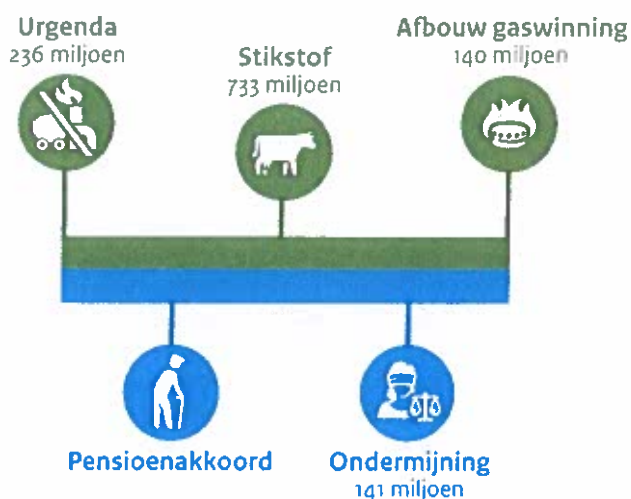 Urgenda
236 miljoen
Stikstof
733 miljoen
Afbouw gaswinning
140 miljoen
Pensioenakkoord
Ondermijning
141 miljoen